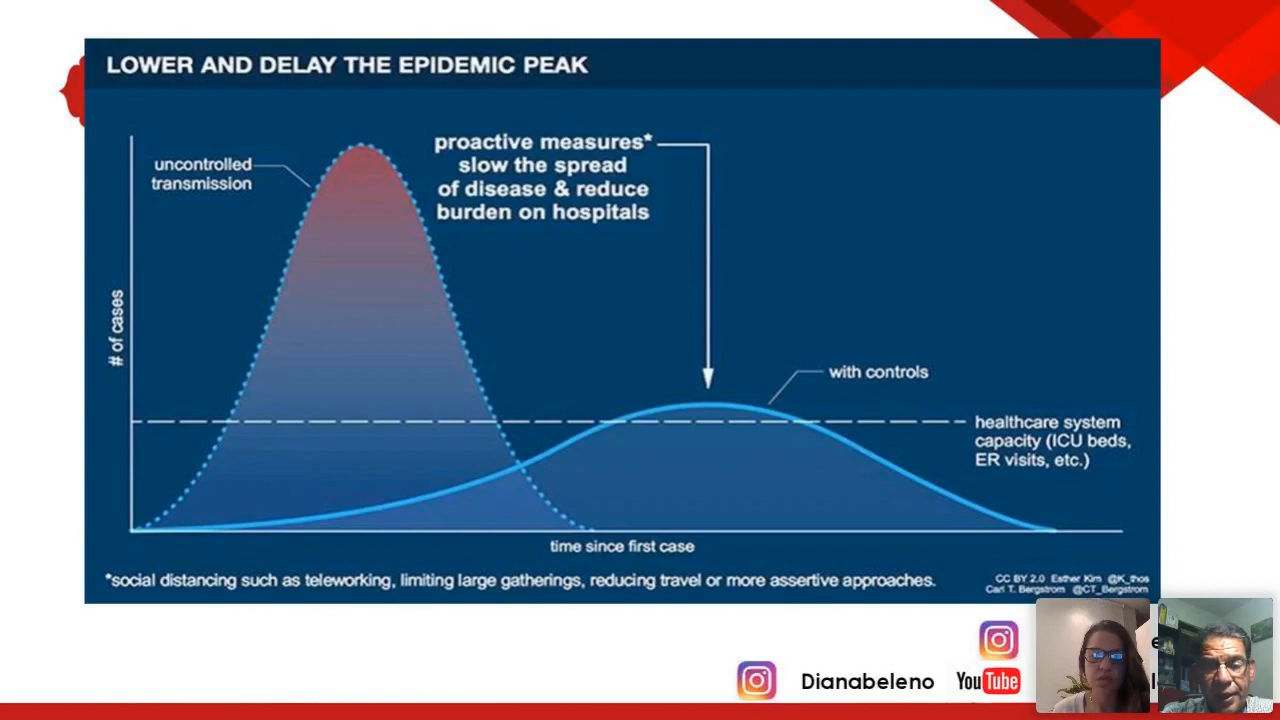 LOWER AND DELAY THE EPIDEMIC PEAK
uncontrolled
transmission
proactive measures*
slow the spread
of disease & reduce
burden on hospitals
# of cases
with controls
healthcare system
capacity (ICU beds,
ER visits, etc.)
time since first case
*social distancing such as teleworking, limiting large gatherings, reducing travel or more assertive approaches.
CC BY 2.0 Esther Kim @K_thos
Carl T. Bergstrom @CT_Bergstrom
Dianabeleno
YouTube